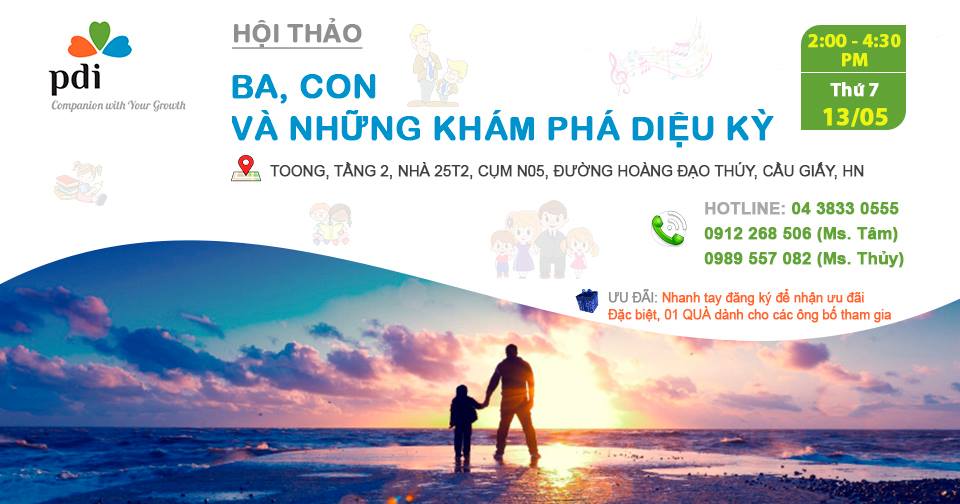 pdi
Companion with Your Growth
HỘI THẢO
BA, CON
VÀ NHỮNG KHÁM PHÁ DIỆU KỲ
2:00 - 4:30
PM
Thứ 7
13/05
TOONG, TẦNG 2, NHÀ 25T2, CỤM N05, ĐƯỜNG HOÀNG ĐẠO THÚY, CẦU GIẤY, HN
HOTLINE: 04 3833 0555
0912 268 506 (Ms. Tâm)
0989 557 082 (Ms. Thủy)
ƯU ĐÃI: Nhanh tay đăng ký để nhận ưu đãi
Đặc biệt, 01 QUÀ dành cho các ông bố tham gia